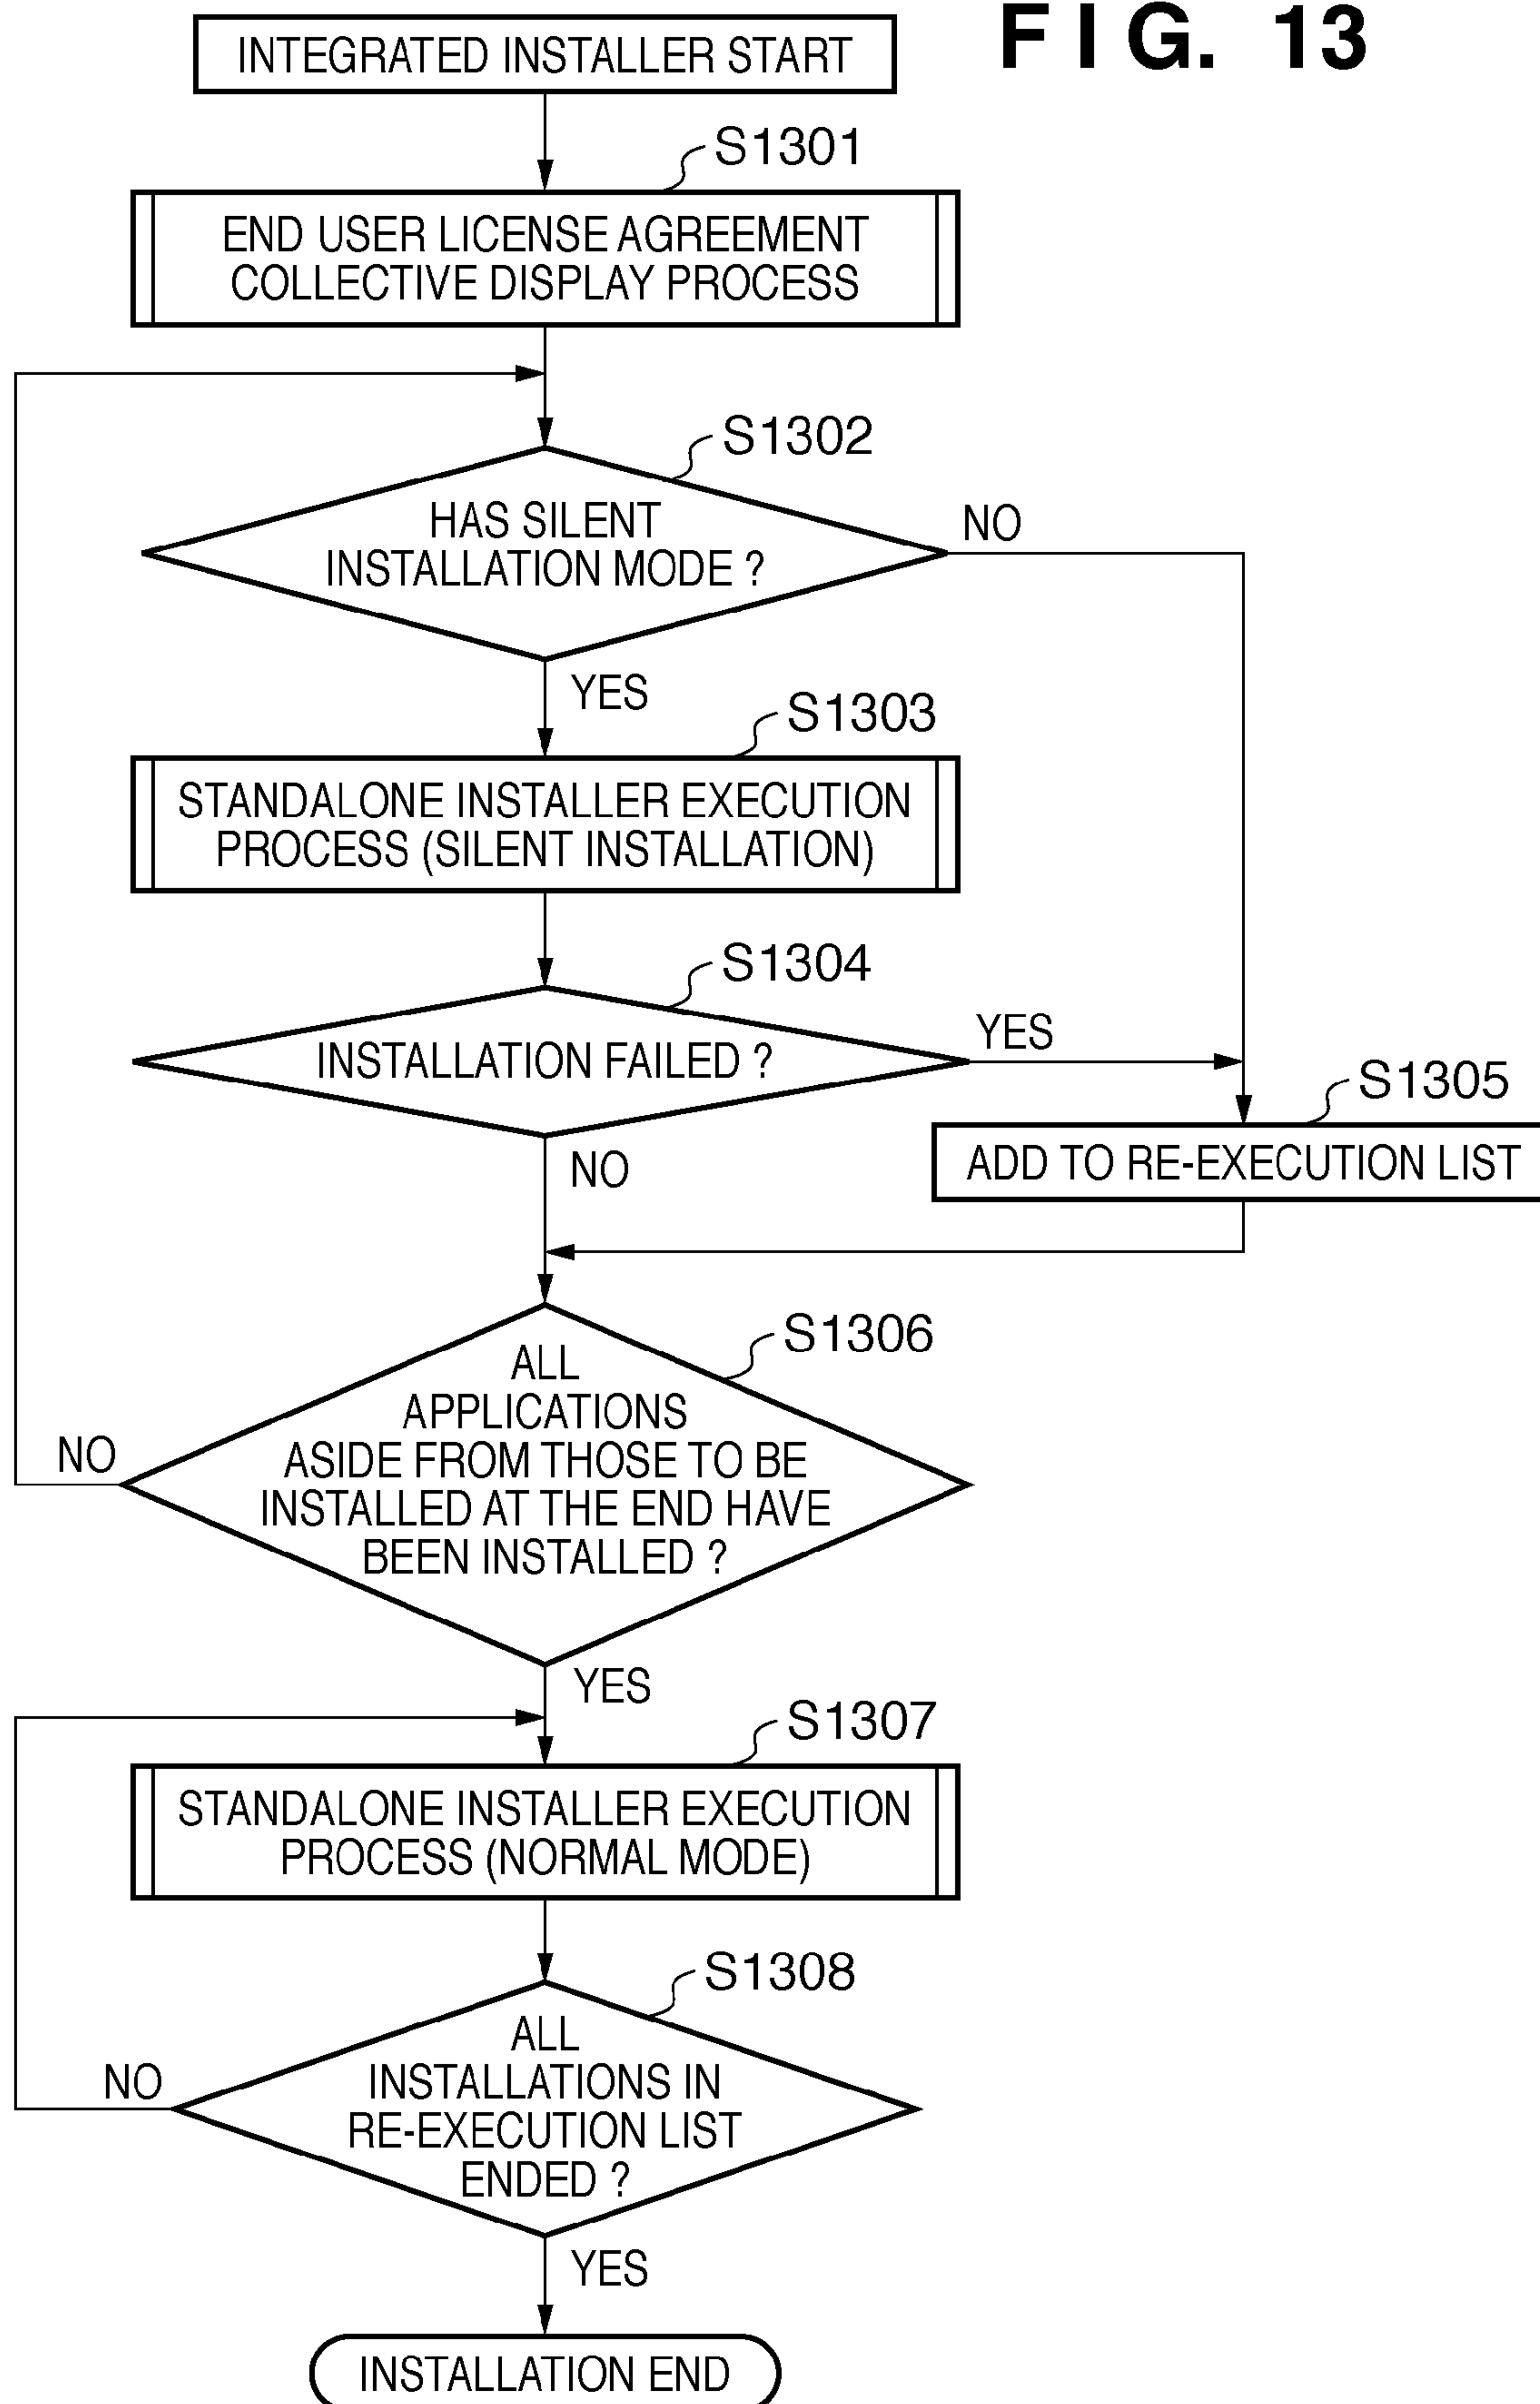 FIG. 13
INTEGRATED INSTALLER START
S1301
END USER LICENSE AGREEMENT
COLLECTIVE DISPLAY PROCESS
S1302
HAS SILENT
INSTALLATION MODE ?
NO
YES
S1303
STANDALONE INSTALLER EXECUTION
PROCESS (SILENT INSTALLATION)
S1304
INSTALLATION FAILED ?
YES
S1305
ADD TO RE-EXECUTION LIST
NO
S1306
ALL
APPLICATIONS
ASIDE FROM THOSE TO BE
INSTALLED AT THE END HAVE
BEEN INSTALLED ?
NO
YES
S1307
STANDALONE INSTALLER EXECUTION
PROCESS (NORMAL MODE)
S1308
ALL
INSTALLATIONS IN
RE-EXECUTION LIST
ENDED ?
NO
YES
INSTALLATION END